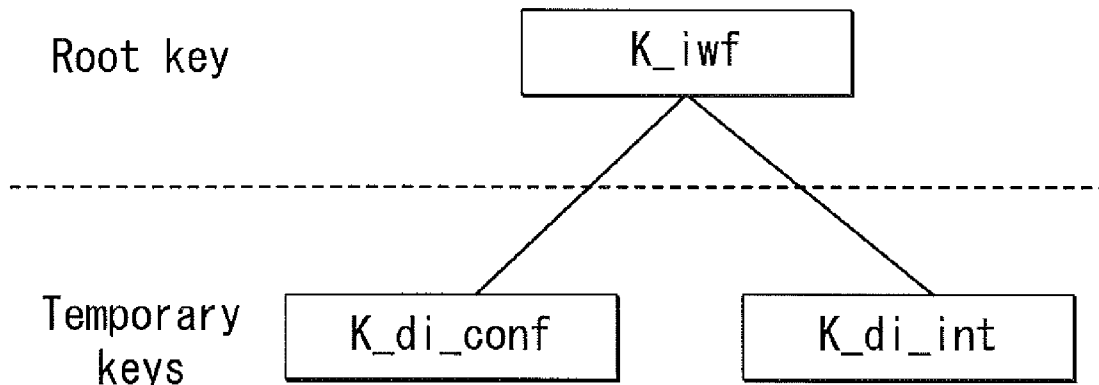 Root key
K_iwf
Temporary
keys
K_di_conf
K_di_int